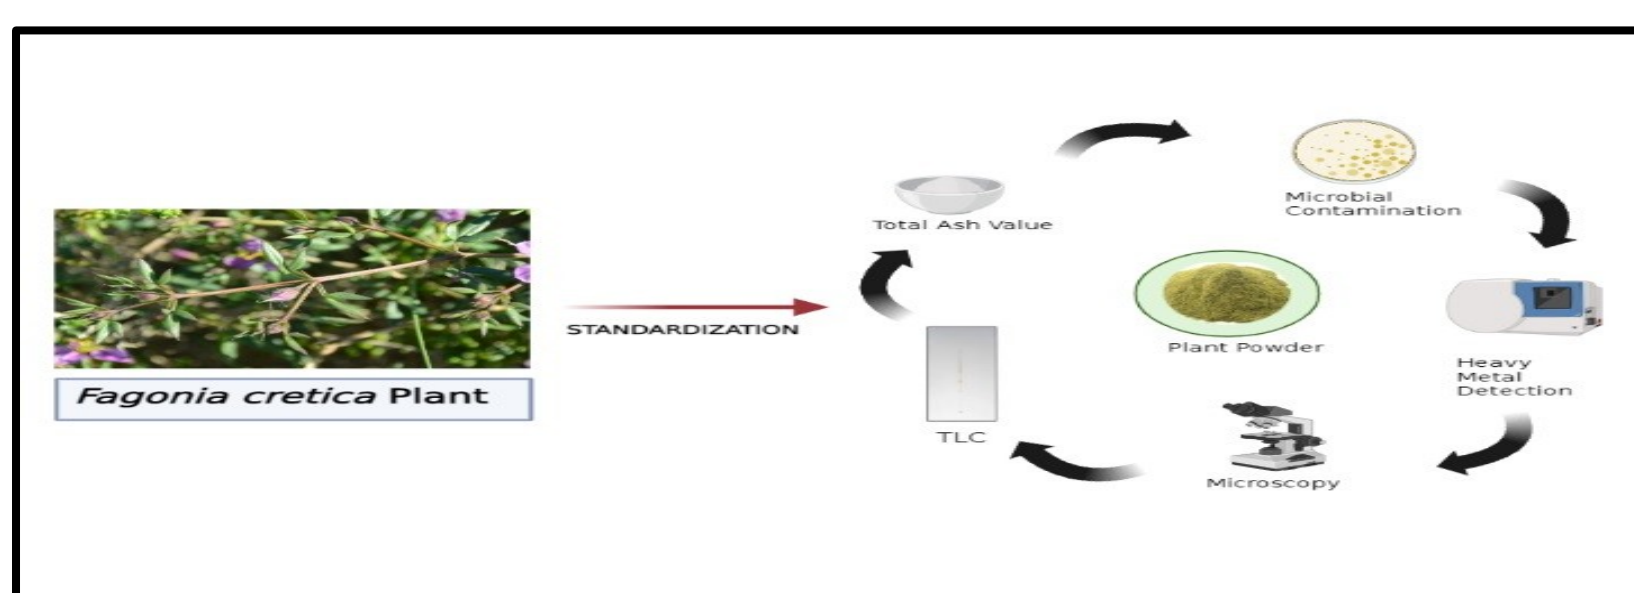 Fagonia cretica Plant
STANDARDIZATION
Total Ash Value
Microbial
Contamination
Plant Powder
Heavy
Metal
Detection
TLC
Microscopy